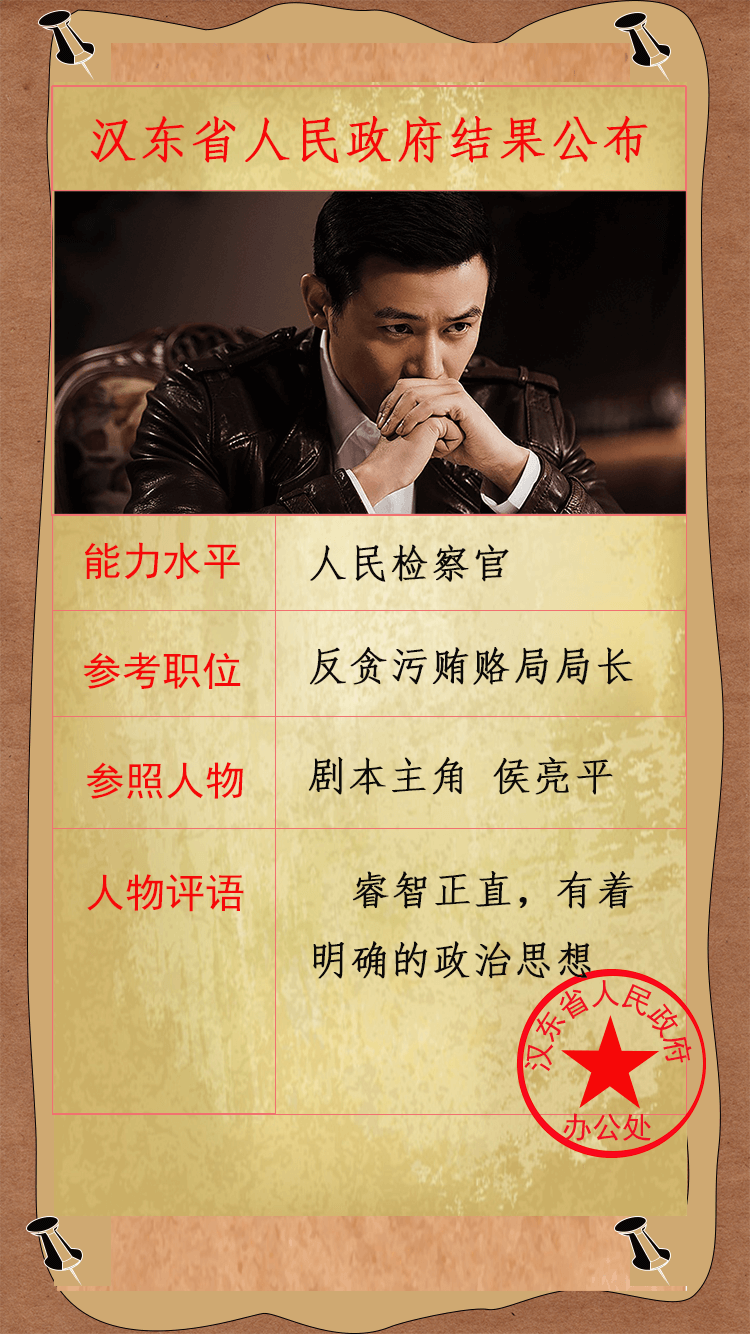 汉东省人民政府结果公布
能力水平 人民检察官
参考职位 反贪污贿赂局局长
参照人物 剧本主角 侯亮平
人物评语 睿智正直，有着
明确的政治思想
汉东省人民政府
办公处